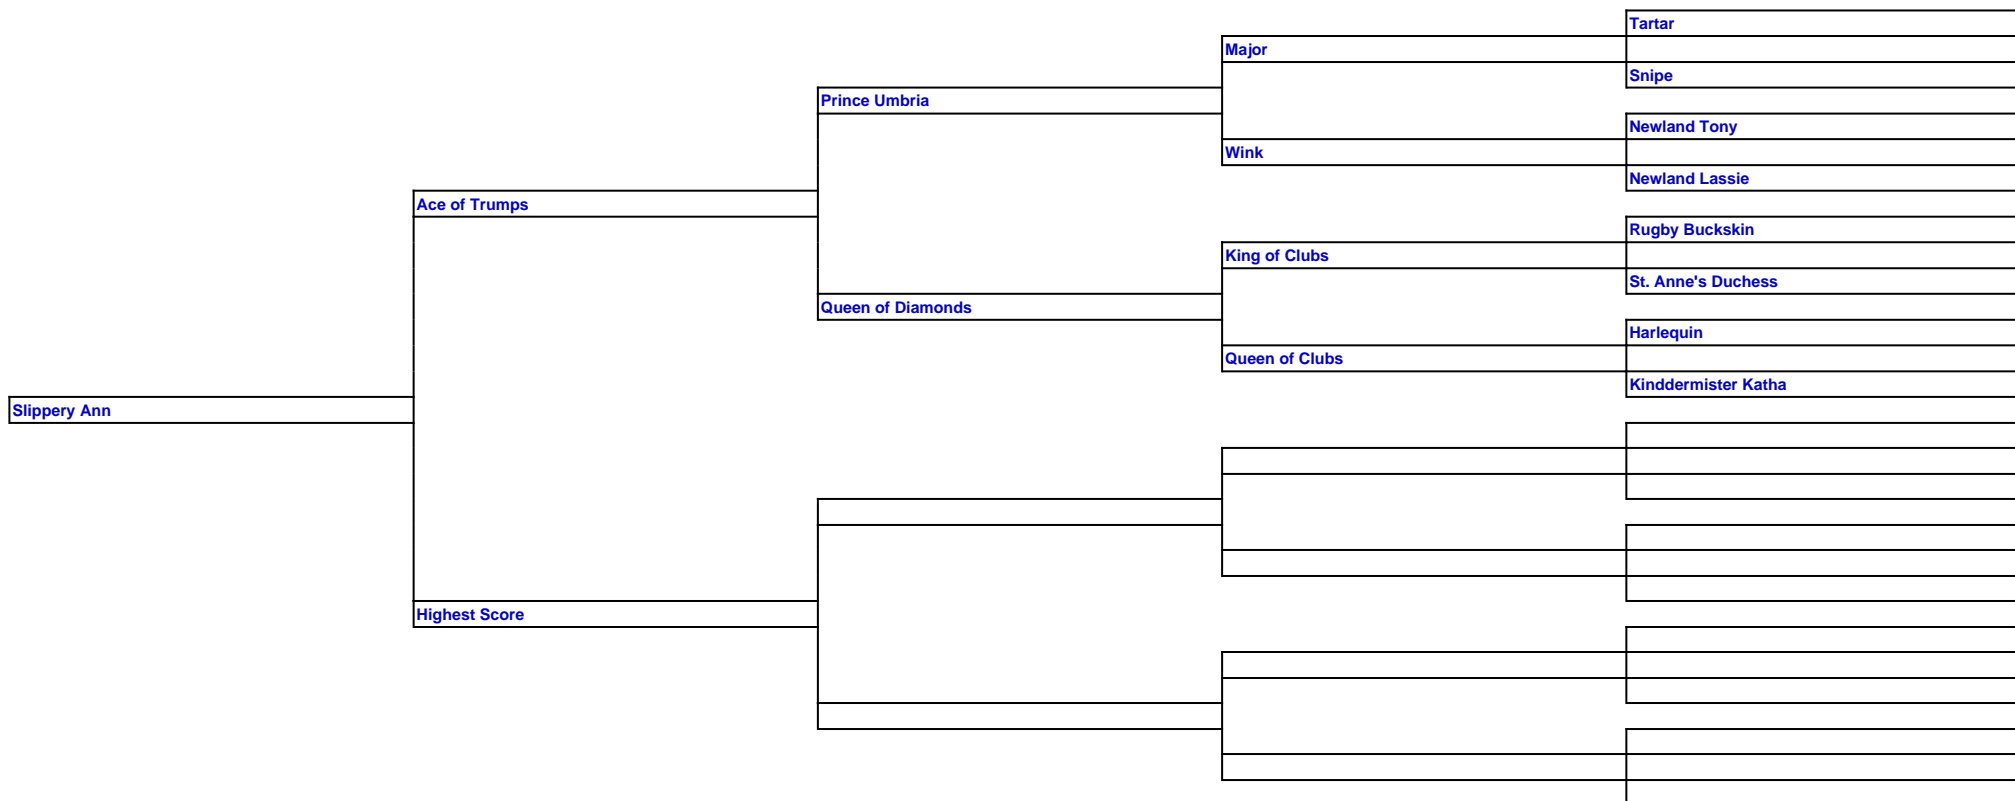 Tartar
Major
Snipe
Prince Umbria
Newland Tony
Wink
Newland Lassie
Ace of Trumps
Rugby Buckskin
King of Clubs
St. Anne's Duchess
Queen of Diamonds
Harlequin
Queen of Clubs
Kinddermister Katha
Slippery Ann
Highest Score